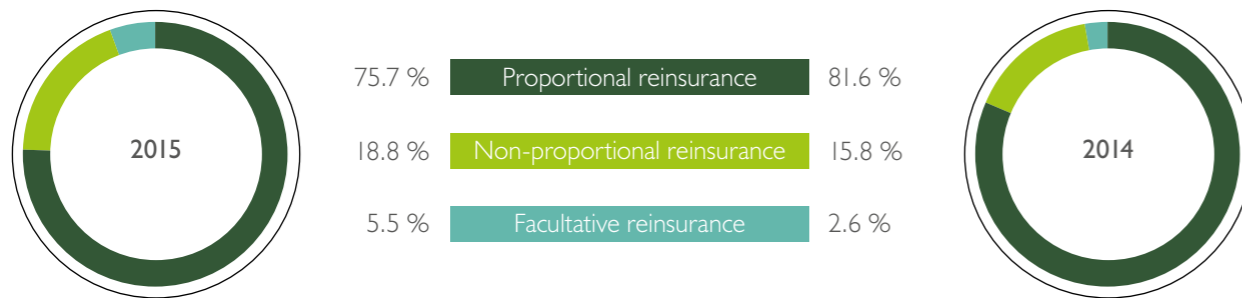 75.7 % Proportional reinsurance 81.6 %
2015 18.8 % Non-proportional reinsurance 15.8 % 2014
5.5 % Facultative reinsurance 2.6 %